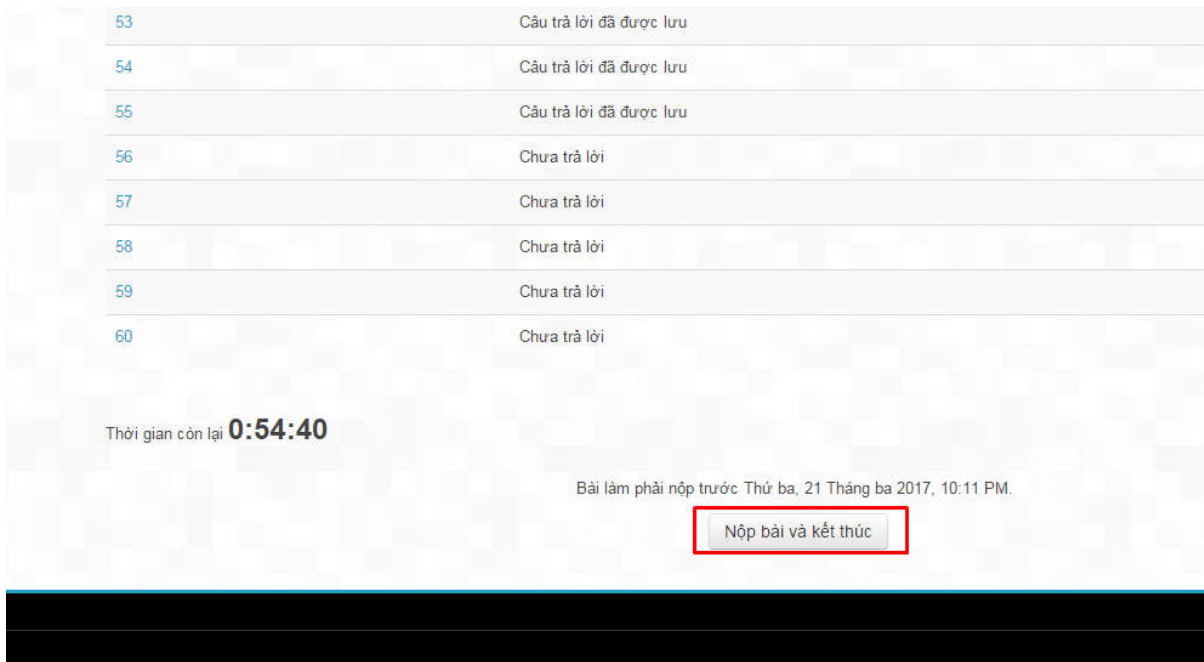 53 Câu trả lời đã được lưu
54 Câu trả lời đã được lưu
55 Câu trả lời đã được lưu
56 Chưa trả lời
57 Chưa trả lời
58 Chưa trả lời
59 Chưa trả lời
60 Chưa trả lời
Thời gian còn lại 0:54:40
Bài làm phải nộp trước Thứ ba, 21 Tháng ba 2017, 10:11 PM.
Nộp bài và kết thúc